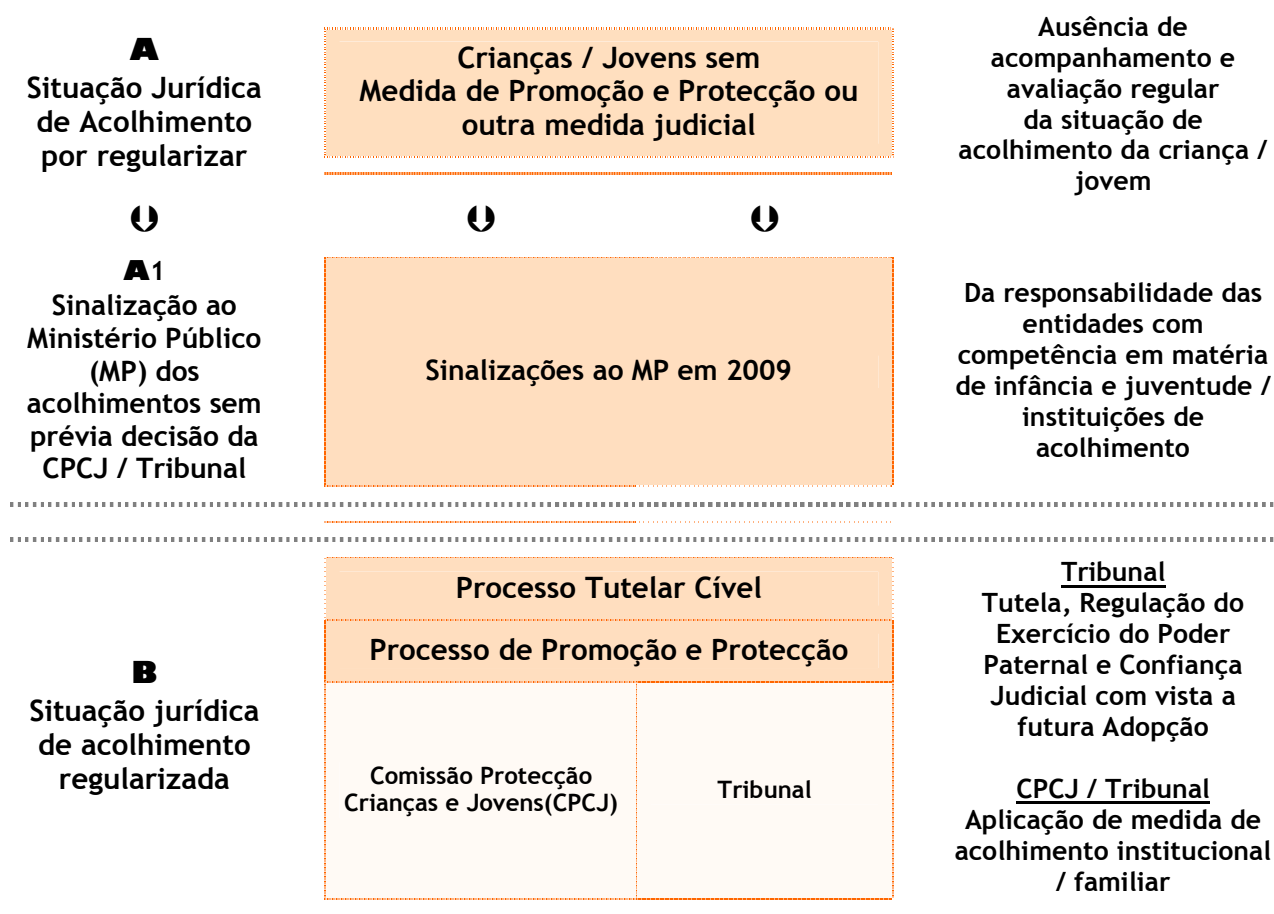 A
Situação Jurídica
de Acolhimento
por regularizar
Crianças / Jovens sem
Medida de Promoção e Protecção ou
outra medida judicial
Ausência de
acompanhamento e
avaliação regular
da situação de
acolhimento da criança /
jovem
A1
Sinalização ao
Ministério Público
(MP) dos
acolhimentos sem
prévia decisão da
CPCJ / Tribunal
Sinalizações ao MP em 2009
Da responsabilidade das
entidades com
competência em matéria
de infância e juventude /
instituições de
acolhimento
B
Situação jurídica
de acolhimento
regularizada
Processo Tutelar Cível
Processo de Promoção e Protecção
Comissão Protecção
Crianças e Jovens(CPCJ)
Tribunal
Tribunal
Tutela, Regulação do
Exercício do Poder
Paternal e Confiança
Judicial com vista a
futura Adopção
CPCJ / Tribunal
Aplicação de medida de
acolhimento institucional
/ familiar